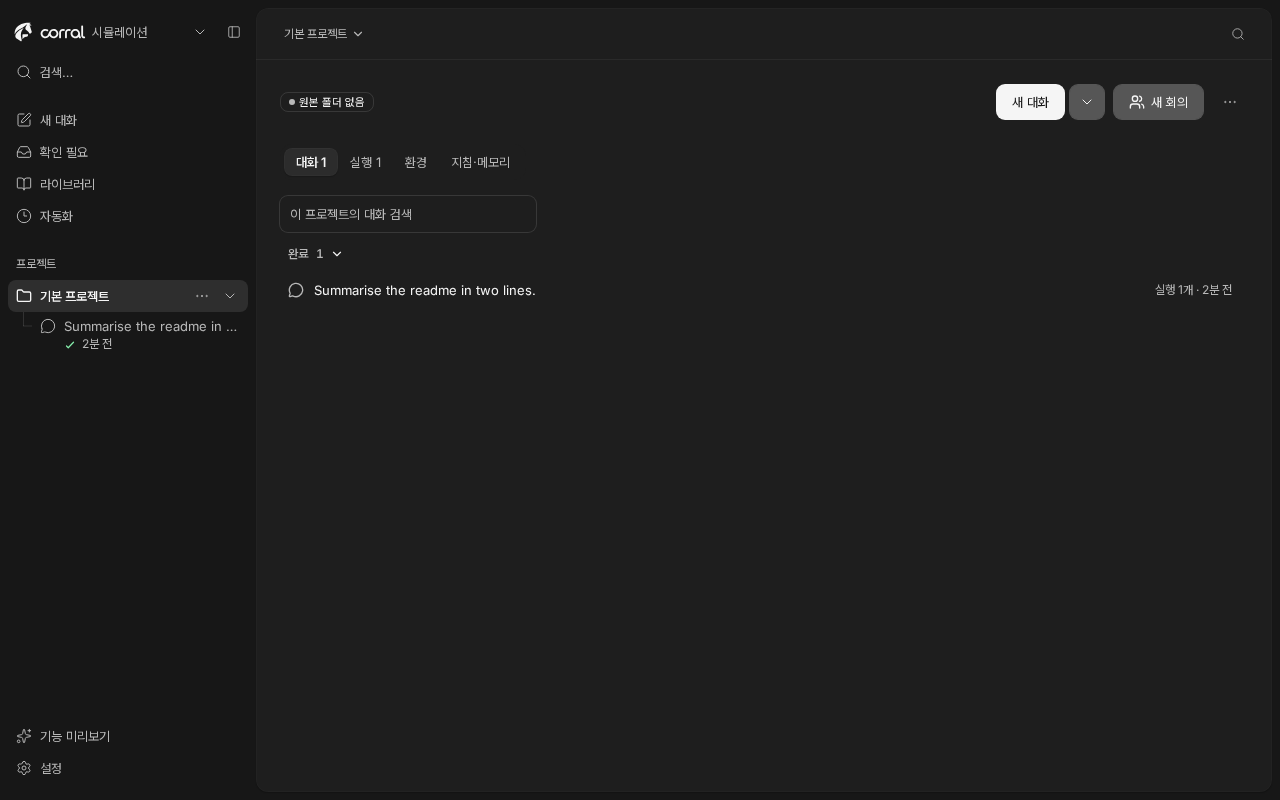 corral 시뮬레이션
검색...
새 대화
확인 필요
라이브러리
자동화
프로젝트
기본 프로젝트
Summarise the readme in ...
2분 전
기능 미리보기
설정
기본 프로젝트
원본 폴더 없음
새 대화
새 회의
대화 1
실행 1
환경
지침·메모리
이 프로젝트의 대화 검색
완료 1
Summarise the readme in two lines.
실행 1개 · 2분 전